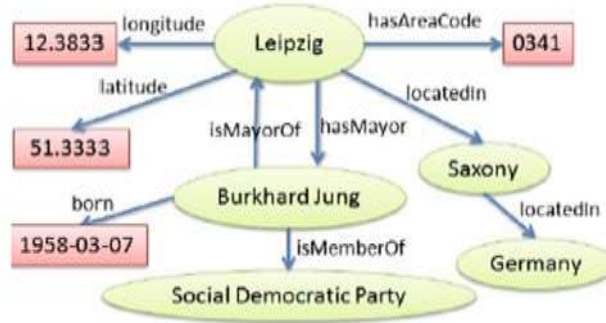 12.3833
longitude
Leipzig
hasAreaCode
0341
latitude
locatedIn
51.3333
isMayorOf
hasMayor
Saxony
born
Burkhard Jung
locatedIn
1958-03-07
isMemberOf
Germany
Social Democratic Party